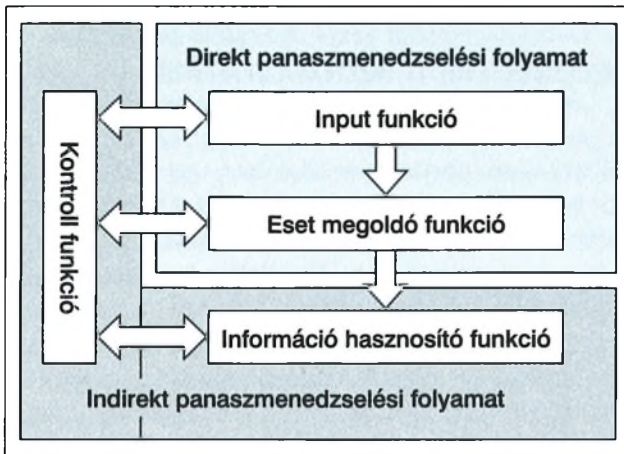 Direkt panaszmenedzselési folyamat
Kontroll funkció
Input funkció
Eset megoldó funkció
Információ hasznosító funkció
Indirekt panaszmenedzselési folyamat